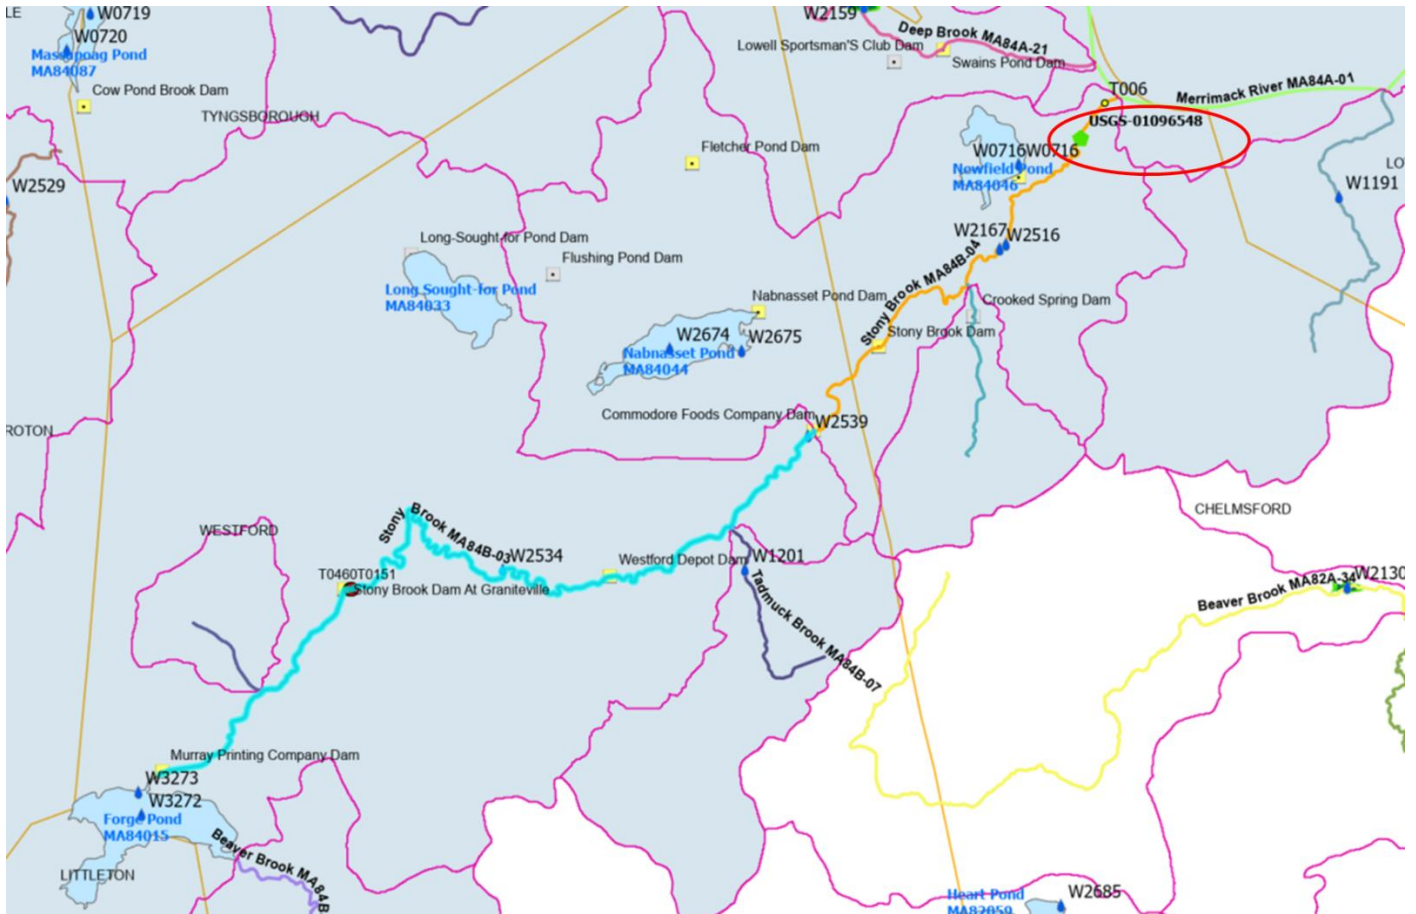 LE
W0719
W2159
W0720
Deep Brook MA84A-21
Lowell Sportsman'S Club Dam
Massapoag Pond
MA84087
Swains Pond Dam
Cow Pond Brook Dam
T006
Merrimack River MA84A-01
TYNGSBOROUGH
USGS-01096548
Fletcher Pond Dam
W0716W0716
Newfield Pond
MA84046
LO
W2529
W1191
W2167
W2516
Long-Sought-for Pond Dam
Flushing Pond Dam
Stony Brook MA84B-04
Long Sought-for Pond
MA84033
Nabnasset Pond Dam
Crooked Spring Dam
Stony Brook Dam
W2674
W2675
Nabnasset Pond
MA84044
Commodore Foods Company Dam
W2539
ROTON
CHELMSFORD
WESTFORD
Stony Brook MA84B-03
W2534
Westford Depot Dam
W1201
T0460T0151
Stony Brook Dam At Graniteville
Tadmuck Brook MA84B-07
Beaver Brook MA82A-34
W2130
Murray Printing Company Dam
W3273
W3272
Forge Pond
MA84015
Beaver Brook MA84B
LITTLETON
Heart Pond
MA82059
W2685